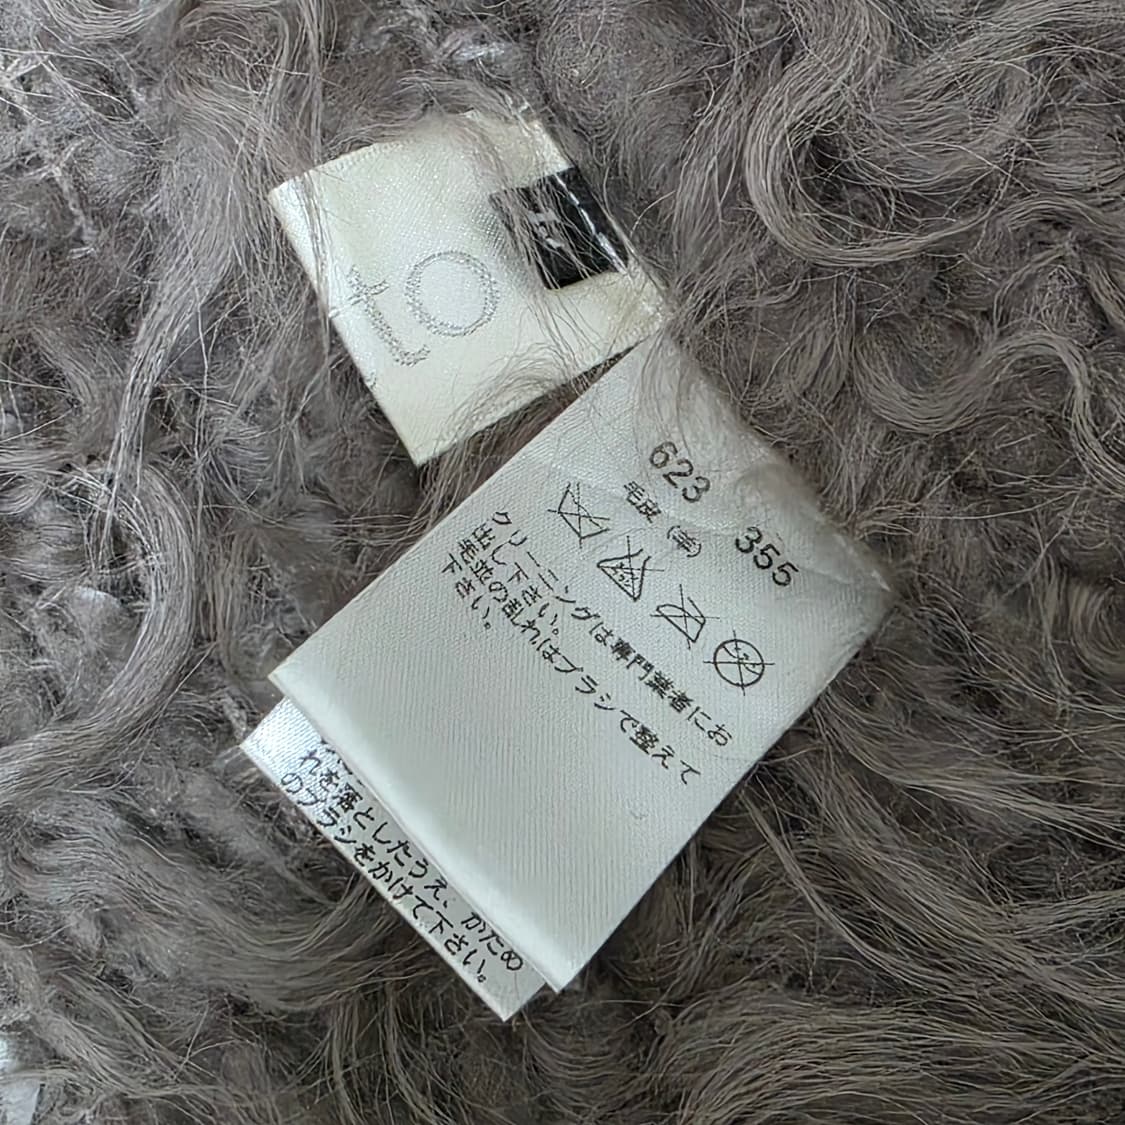 to
623 355
毛皮 (羊)
クリーニングは専門業者にお
出し下さい。
毛並の乱れはブラシで整えて
下さい。
れを落としたうえ、かため
のブラシをかけて下さい。